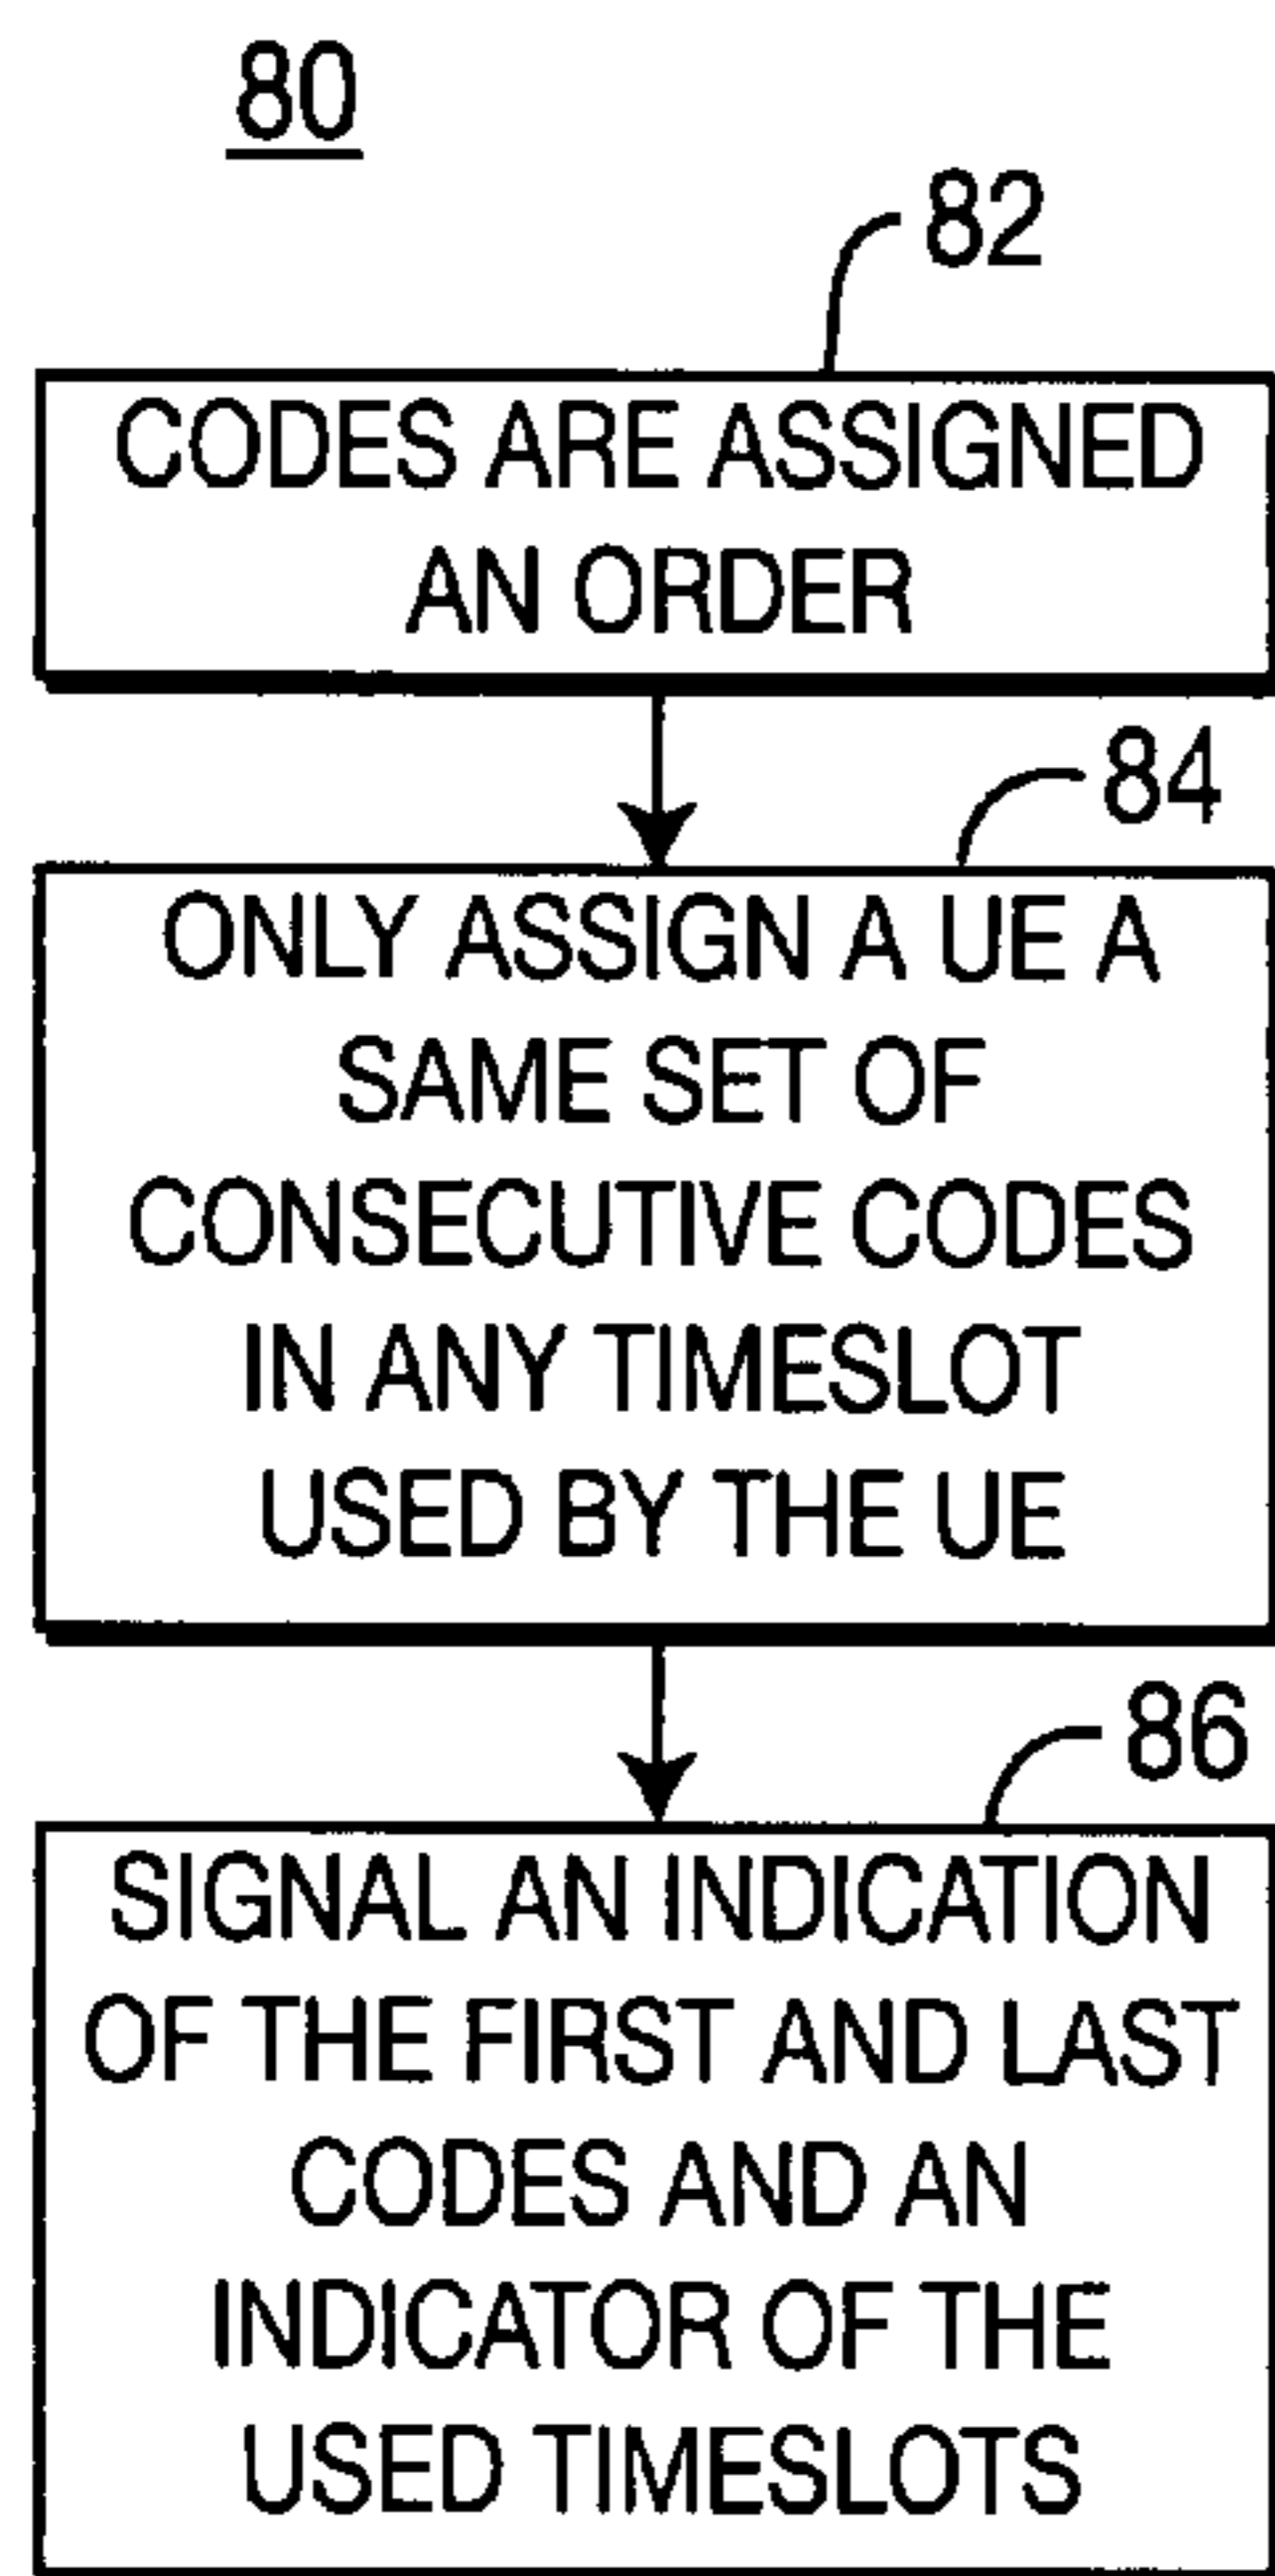 80
82
CODES ARE ASSIGNED
AN ORDER
84
ONLY ASSIGN A UE A
SAME SET OF
CONSECUTIVE CODES
IN ANY TIMESLOT
USED BY THE UE
86
SIGNAL AN INDICATION
OF THE FIRST AND LAST
CODES AND AN
INDICATOR OF THE
USED TIMESLOTS